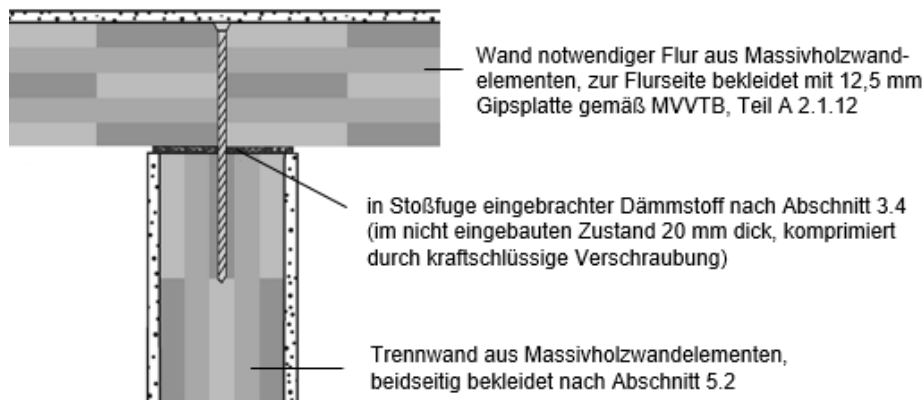 Wand notwendiger Flur aus Massivholzwand-
elementen, zur Flurseite bekleidet mit 12,5 mm
Gipsplatte gemäß MVVTB, Teil A 2.1.12
in Stoßfuge eingebrachter Dämmstoff nach Abschnitt 3.4
(im nicht eingebauten Zustand 20 mm dick, komprimiert
durch kraftschlüssige Verschraubung)
Trennwand aus Massivholzwandelementen,
beidseitig bekleidet nach Abschnitt 5.2